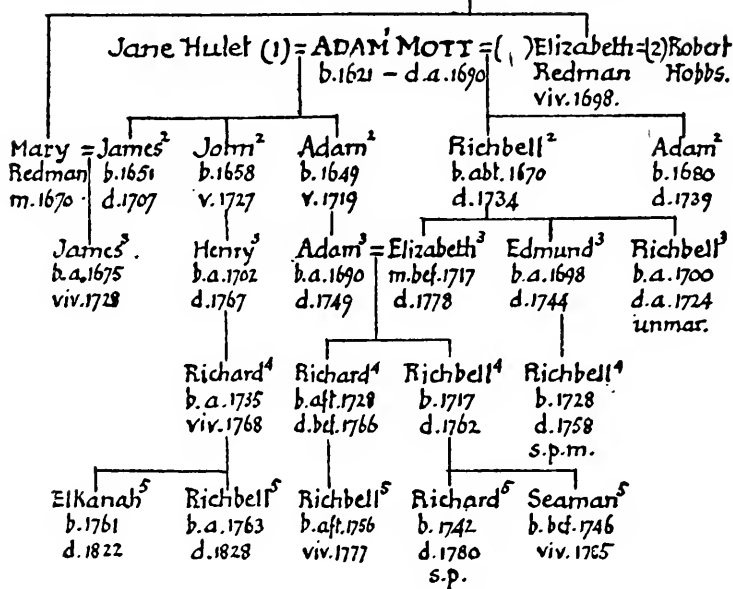 Jane Hulet (1) = ADAM¹ MOTT = ( ) Elizabeth = (2) Robert
b.1621 – d.a.1690 Redman Hobbs.
viv.1698.
Mary = James² John² Adam² Richbell² Adam²
Redman b.1651 b.1658 b.1649 b.abt.1670 b.1680
m.1670 d.1707 v.1727 v.1719 d.1734 d.1739
James³. Henry³ Adam³ = Elizabeth³ Edmund³ Richbell³
b.a.1675 b.a.1702 b.a.1690 m.bef.1717 b.a.1698 b.a.1700
viv.1728 d.1767 d.1749 d.1778 d.1744 d.a.1724
unmar.
Richard⁴ Richard⁴ Richbell⁴ Richbell⁴
b.a.1735 b.aft.1728 b.1717 b.1728
viv.1768 d.bef.1766 d.1762 d.1758
s.p.m.
Elkanah⁵ Richbell⁵ Richbell⁵ Richard⁵ Seaman⁵
b.1761 b.a.1763 b.aft.1756 b.1742 b.bef.1746
d.1822 d.1828 viv.1777 d.1780 viv.
s.p.